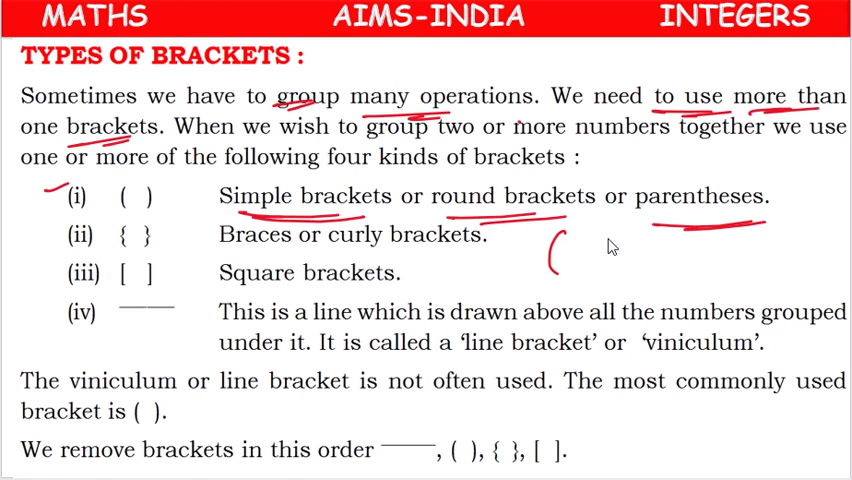 MATHS AIMS-INDIA INTEGERS
TYPES OF BRACKETS :
Sometimes we have to group many operations. We need to use more than
one brackets. When we wish to group two or more numbers together we use
one or more of the following four kinds of brackets :
(i) ( ) Simple brackets or round brackets or parentheses.
(ii) { } Braces or curly brackets.
(
(iii) [ ] Square brackets.
(iv) —— This is a line which is drawn above all the numbers grouped
under it. It is called a ‘line bracket’ or ‘viniculum’.
The viniculum or line bracket is not often used. The most commonly used
bracket is ( ).
We remove brackets in this order ——, ( ), { }, [ ].